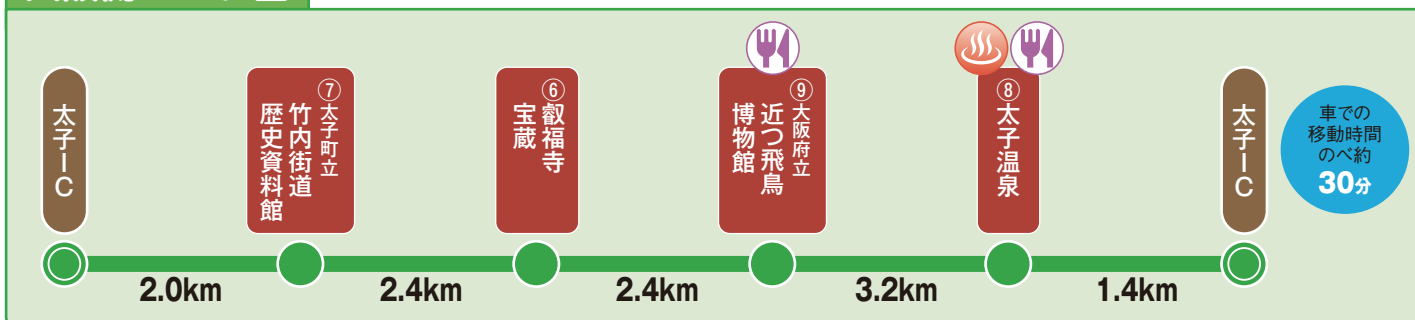 太子IC
⑦太子町立
竹内街道
歴史資料館
⑥叡福寺
宝蔵
⑨大阪府立
近つ飛鳥
博物館
⑧太子温泉
太子IC
車での
移動時間
のべ約
30分
2.0km
2.4km
2.4km
3.2km
1.4km